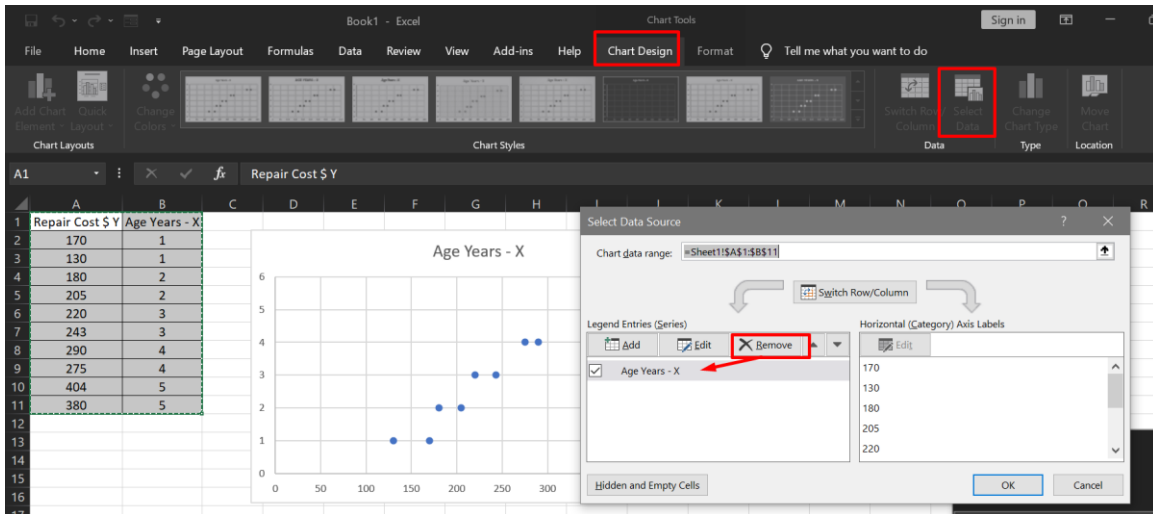 Book1 - Excel
Chart Tools
Sign in
File Home Insert Page Layout Formulas Data Review View Add-ins Help Chart Design Format Tell me what you want to do
Add Chart Element Quick Layout Change Colors Switch Row/ Column Select Data Change Chart Type Move Chart
Chart Layouts Chart Styles Data Type Location
A1 fx Repair Cost $ Y
A B C D E F G H I J K L M N O P Q R
1 Repair Cost $ Y Age Years - X
2 170 1
3 130 1
4 180 2
5 205 2
6 220 3
7 243 3
8 290 4
9 275 4
10 404 5
11 380 5
12
13
14
15
16
17
Age Years - X
6
5
4
3
2
1
0
0 50 100 150 200 250 300
Select Data Source ?
Chart data range: =Sheet1!$A$1:$B$11
Switch Row/Column
Legend Entries (Series)
Add Edit Remove
Age Years - X
Horizontal (Category) Axis Labels
Edit
170
130
180
205
220
Hidden and Empty Cells OK Cancel